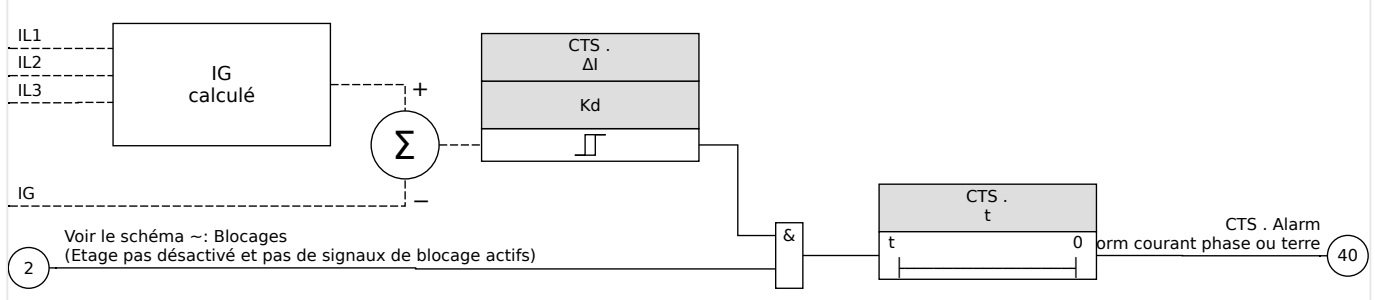 IL1
IL2
IL3
IG
calculé
+
Σ
−
IG
CTS .
ΔI
Kd
Voir le schéma ~: Blocages
(Etage pas désactivé et pas de signaux de blocage actifs)
2
&
CTS .
t
t 0
CTS . Alarm
orm courant phase ou terre
40